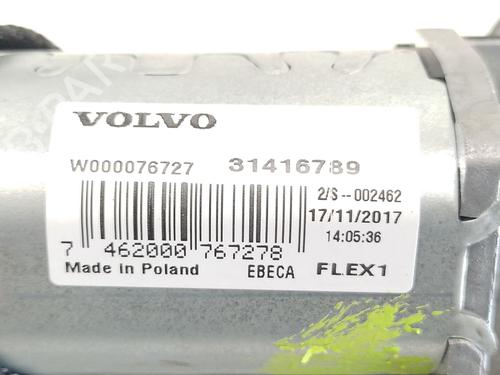 VOLVO
W000076727 31416789
2/S--002462
17/11/2017
14:05:36
7 462000 767278
Made in Poland EBECA FLEX1